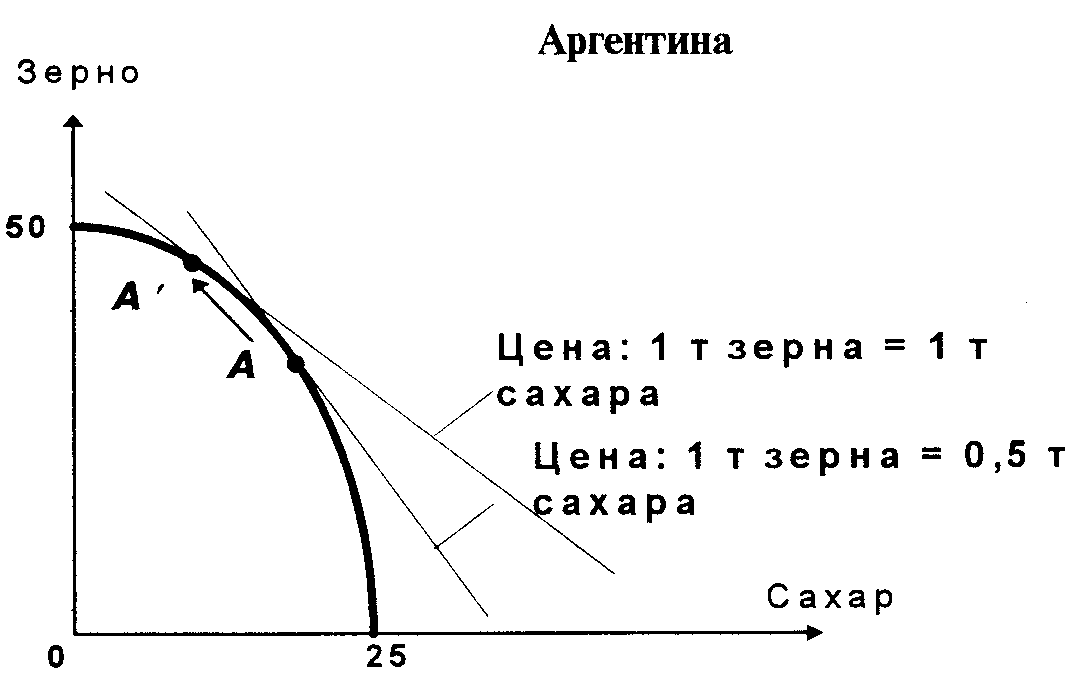 Аргентина
Зерно
50
A ′
A
Цена: 1 т зерна = 1 т
сахара
Цена: 1 т зерна = 0,5 т
сахара
Сахар
0
25